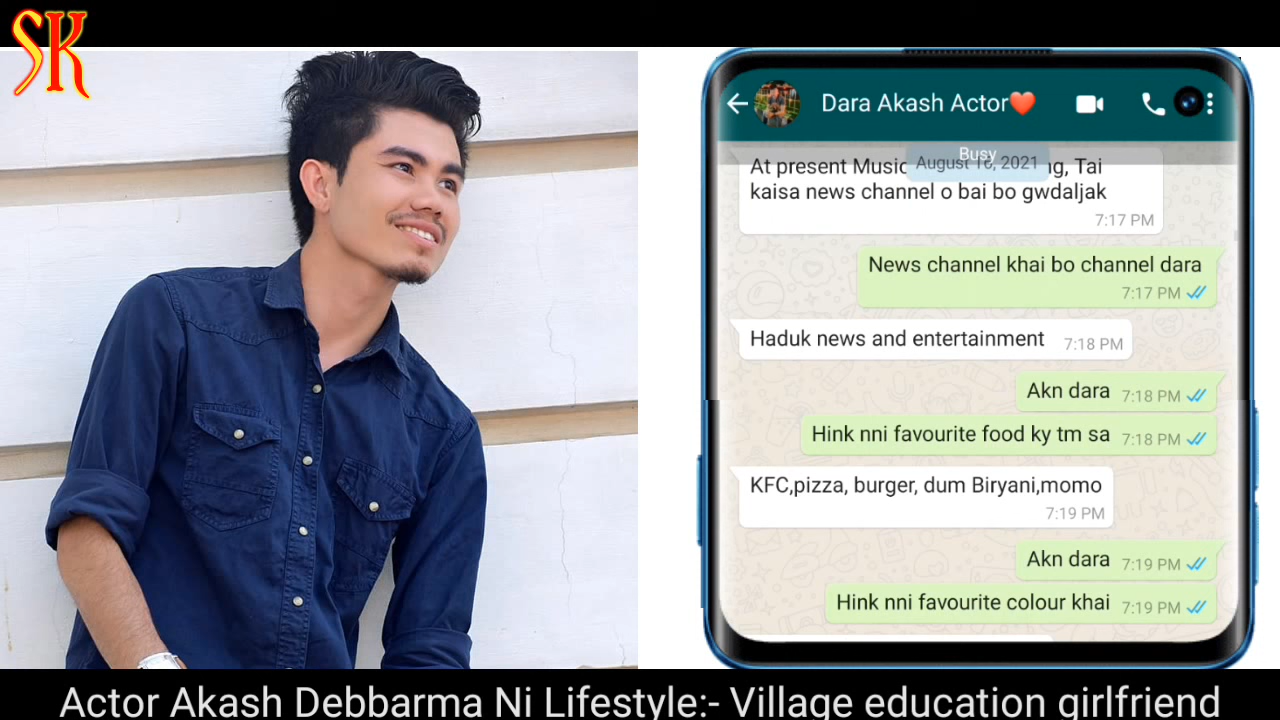 SK
Dara Akash Actor❤️
Busy
August 16, 2021
At present Music Tai
kaisa news channel o bai bo gwdaljak
7:17 PM
News channel khai bo channel dara
7:17 PM
Haduk news and entertainment 7:18 PM
Akn dara 7:18 PM
Hink nni favourite food ky tm sa 7:18 PM
KFC,pizza, burger, dum Biryani,momo
7:19 PM
Akn dara 7:19 PM
Hink nni favourite colour khai 7:19 PM
Actor Akash Debbarma Ni Lifestyle:- Village education girlfriend